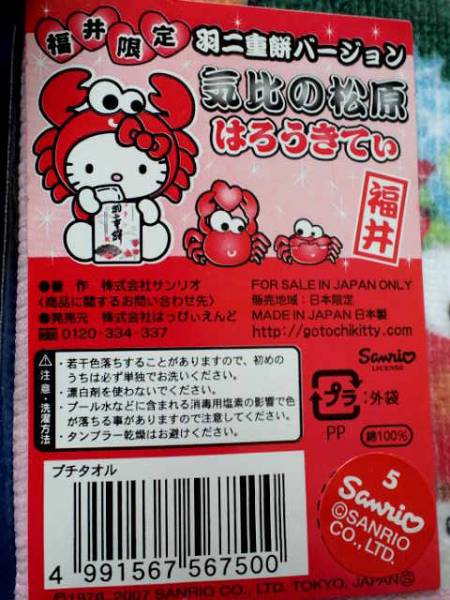 福井限定
羽二重餅バージョン
気比の松原
はろうきてぃ
羽二重餅
福井
●著 作 株式会社サンリオ
〈商品に関するお問い合わせ先〉
●発売元 株式会社はっぴぃえんど
0120-334-337
FOR SALE IN JAPAN ONLY
販売地域：日本限定
MADE IN JAPAN 日本製
http://gotochikitty.com
注意・洗濯方法
・若干色落ちすることがありますので、初めの
うちは必ず単独でお洗いください。
・漂白剤を使わないでください。
・プール水などに含まれる消毒用塩素の影響で色
が落ちる事がありますので注意してください。
・タンブラー乾燥はお避けください。
Sanrio
LICENSE
プラ：外袋
PP
綿100%
プチタオル
4 991567 567500
5
Sanrio
©SANRIO
CO., LTD.
©1976, 2007 SANRIO CO., LTD. TOKYO, JAPAN Ⓢ